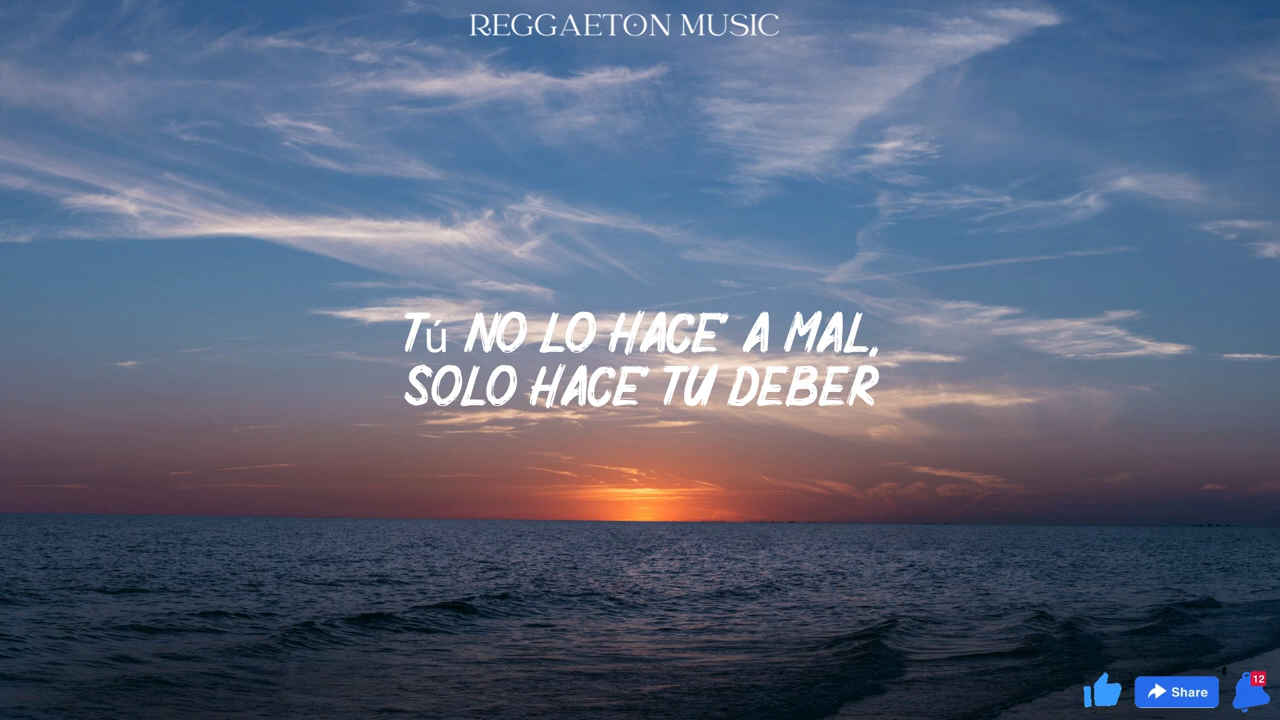 REGGAETON MUSIC
Tú NO LO HACE' A MAL,
SOLO HACE' TU DEBER
12
Share